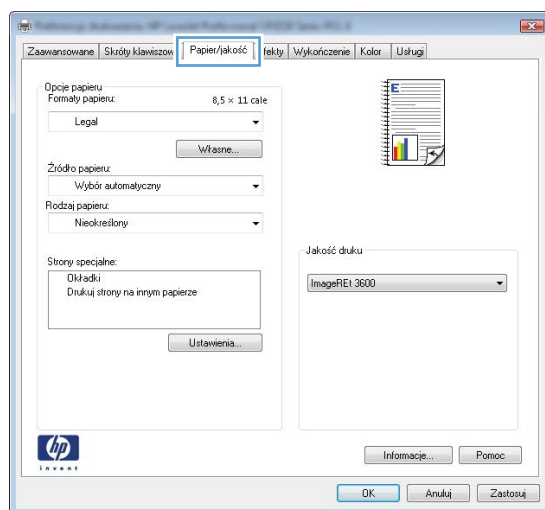 Zaawansowane Skróty klawiszow Papier/jakość fekty Wykończenie Kolor Usługi
Opcje papieru
Formaty papieru: 8,5 × 11 cale
Legal
Własne...
Źródło papieru:
Wybór automatyczny
Rodzaj papieru:
Nieokreślony
Strony specjalne:
Okładki
Drukuj strony na innym papierze
Ustawienia...
E
Jakość druku
ImageREt 3600
hp
invent
Informacje... Pomoc
OK Anuluj Zastosuj